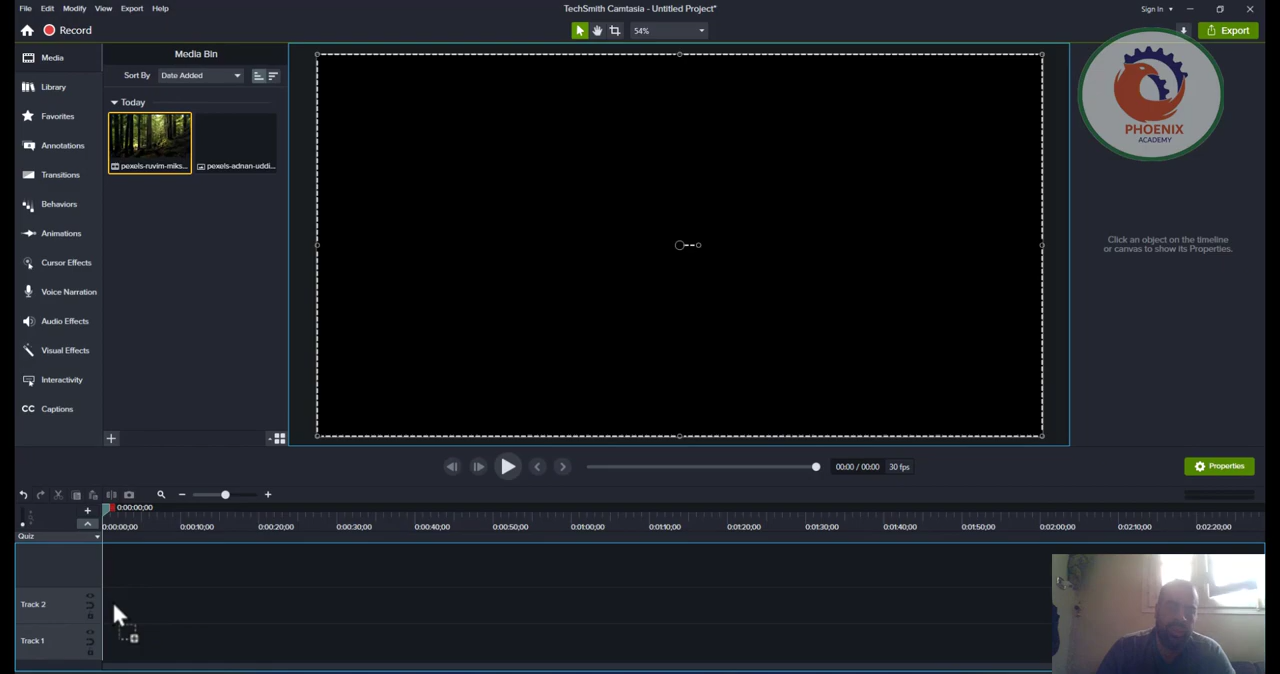 File Edit Modify View Export Help
TechSmith Camtasia - Untitled Project*
Sign In
Record
54%
Export
Media
Library
Favorites
Annotations
Transitions
Behaviors
Animations
Cursor Effects
Voice Narration
Audio Effects
Visual Effects
Interactivity
CC Captions
Media Bin
Sort By Date Added
Today
pexels-ruvim-miks...
pexels-adnan-uddi...
PHOENIX
ACADEMY
Click an object on the timeline
or canvas to show its Properties.
00:00 / 00:00 30 fps
Properties
0:00:00;00
0:00:00;00 0:00:10;00 0:00:20;00 0:00:30;00 0:00:40;00 0:00:50;00 0:01:00;00 0:01:10;00 0:01:20;00 0:01:30;00 0:01:40;00 0:01:50;00 0:02:00;00 0:02:10;00 0:02:20;00
Quiz
Track 2
Track 1